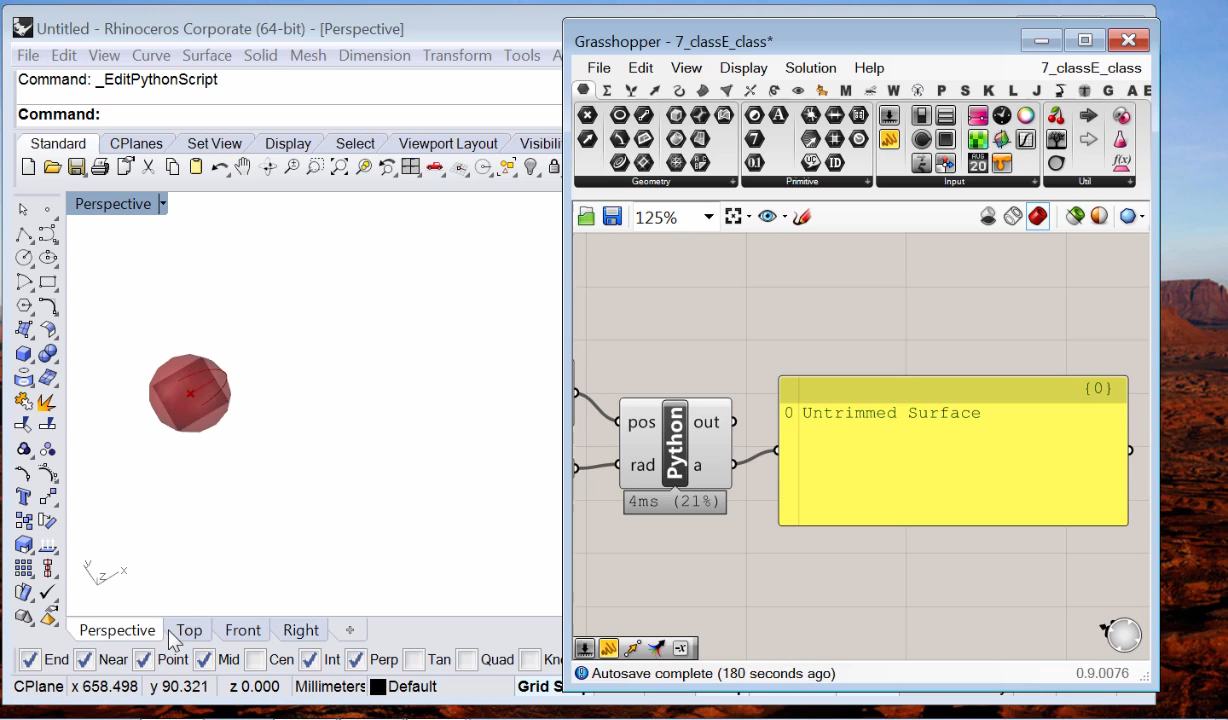 Untitled - Rhinoceros Corporate (64-bit) - [Perspective]
File Edit View Curve Surface Solid Mesh Dimension Transform Tools A
Command: _EditPythonScript
Command:
Standard CPlanes Set View Display Select Viewport Layout Visibili
Perspective
y z x
Perspective Top Front Right
End Near Point Mid Cen Int Perp Tan Quad Kn
CPlane x 658.498 y 90.321 z 0.000 Millimeters Default Grid S
Grasshopper - 7_classE_class*
File Edit View Display Solution Help 7_classE_class
M W P S K L J G A E
Geometry Primitive Input Util
125%
pos rad Python out a
4ms (21%)
{0}
0 Untrimmed Surface
Autosave complete (180 seconds ago) 0.9.0076